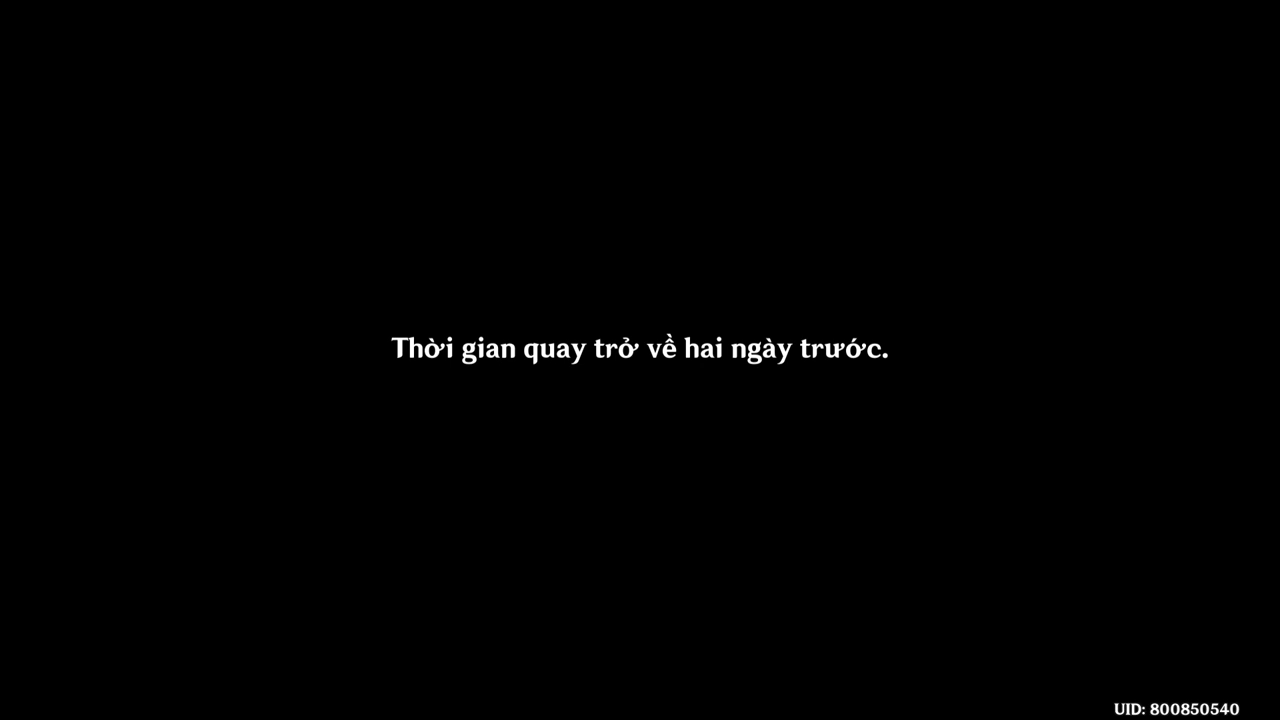 Thời gian quay trở về hai ngày trước.
UID: 800850540